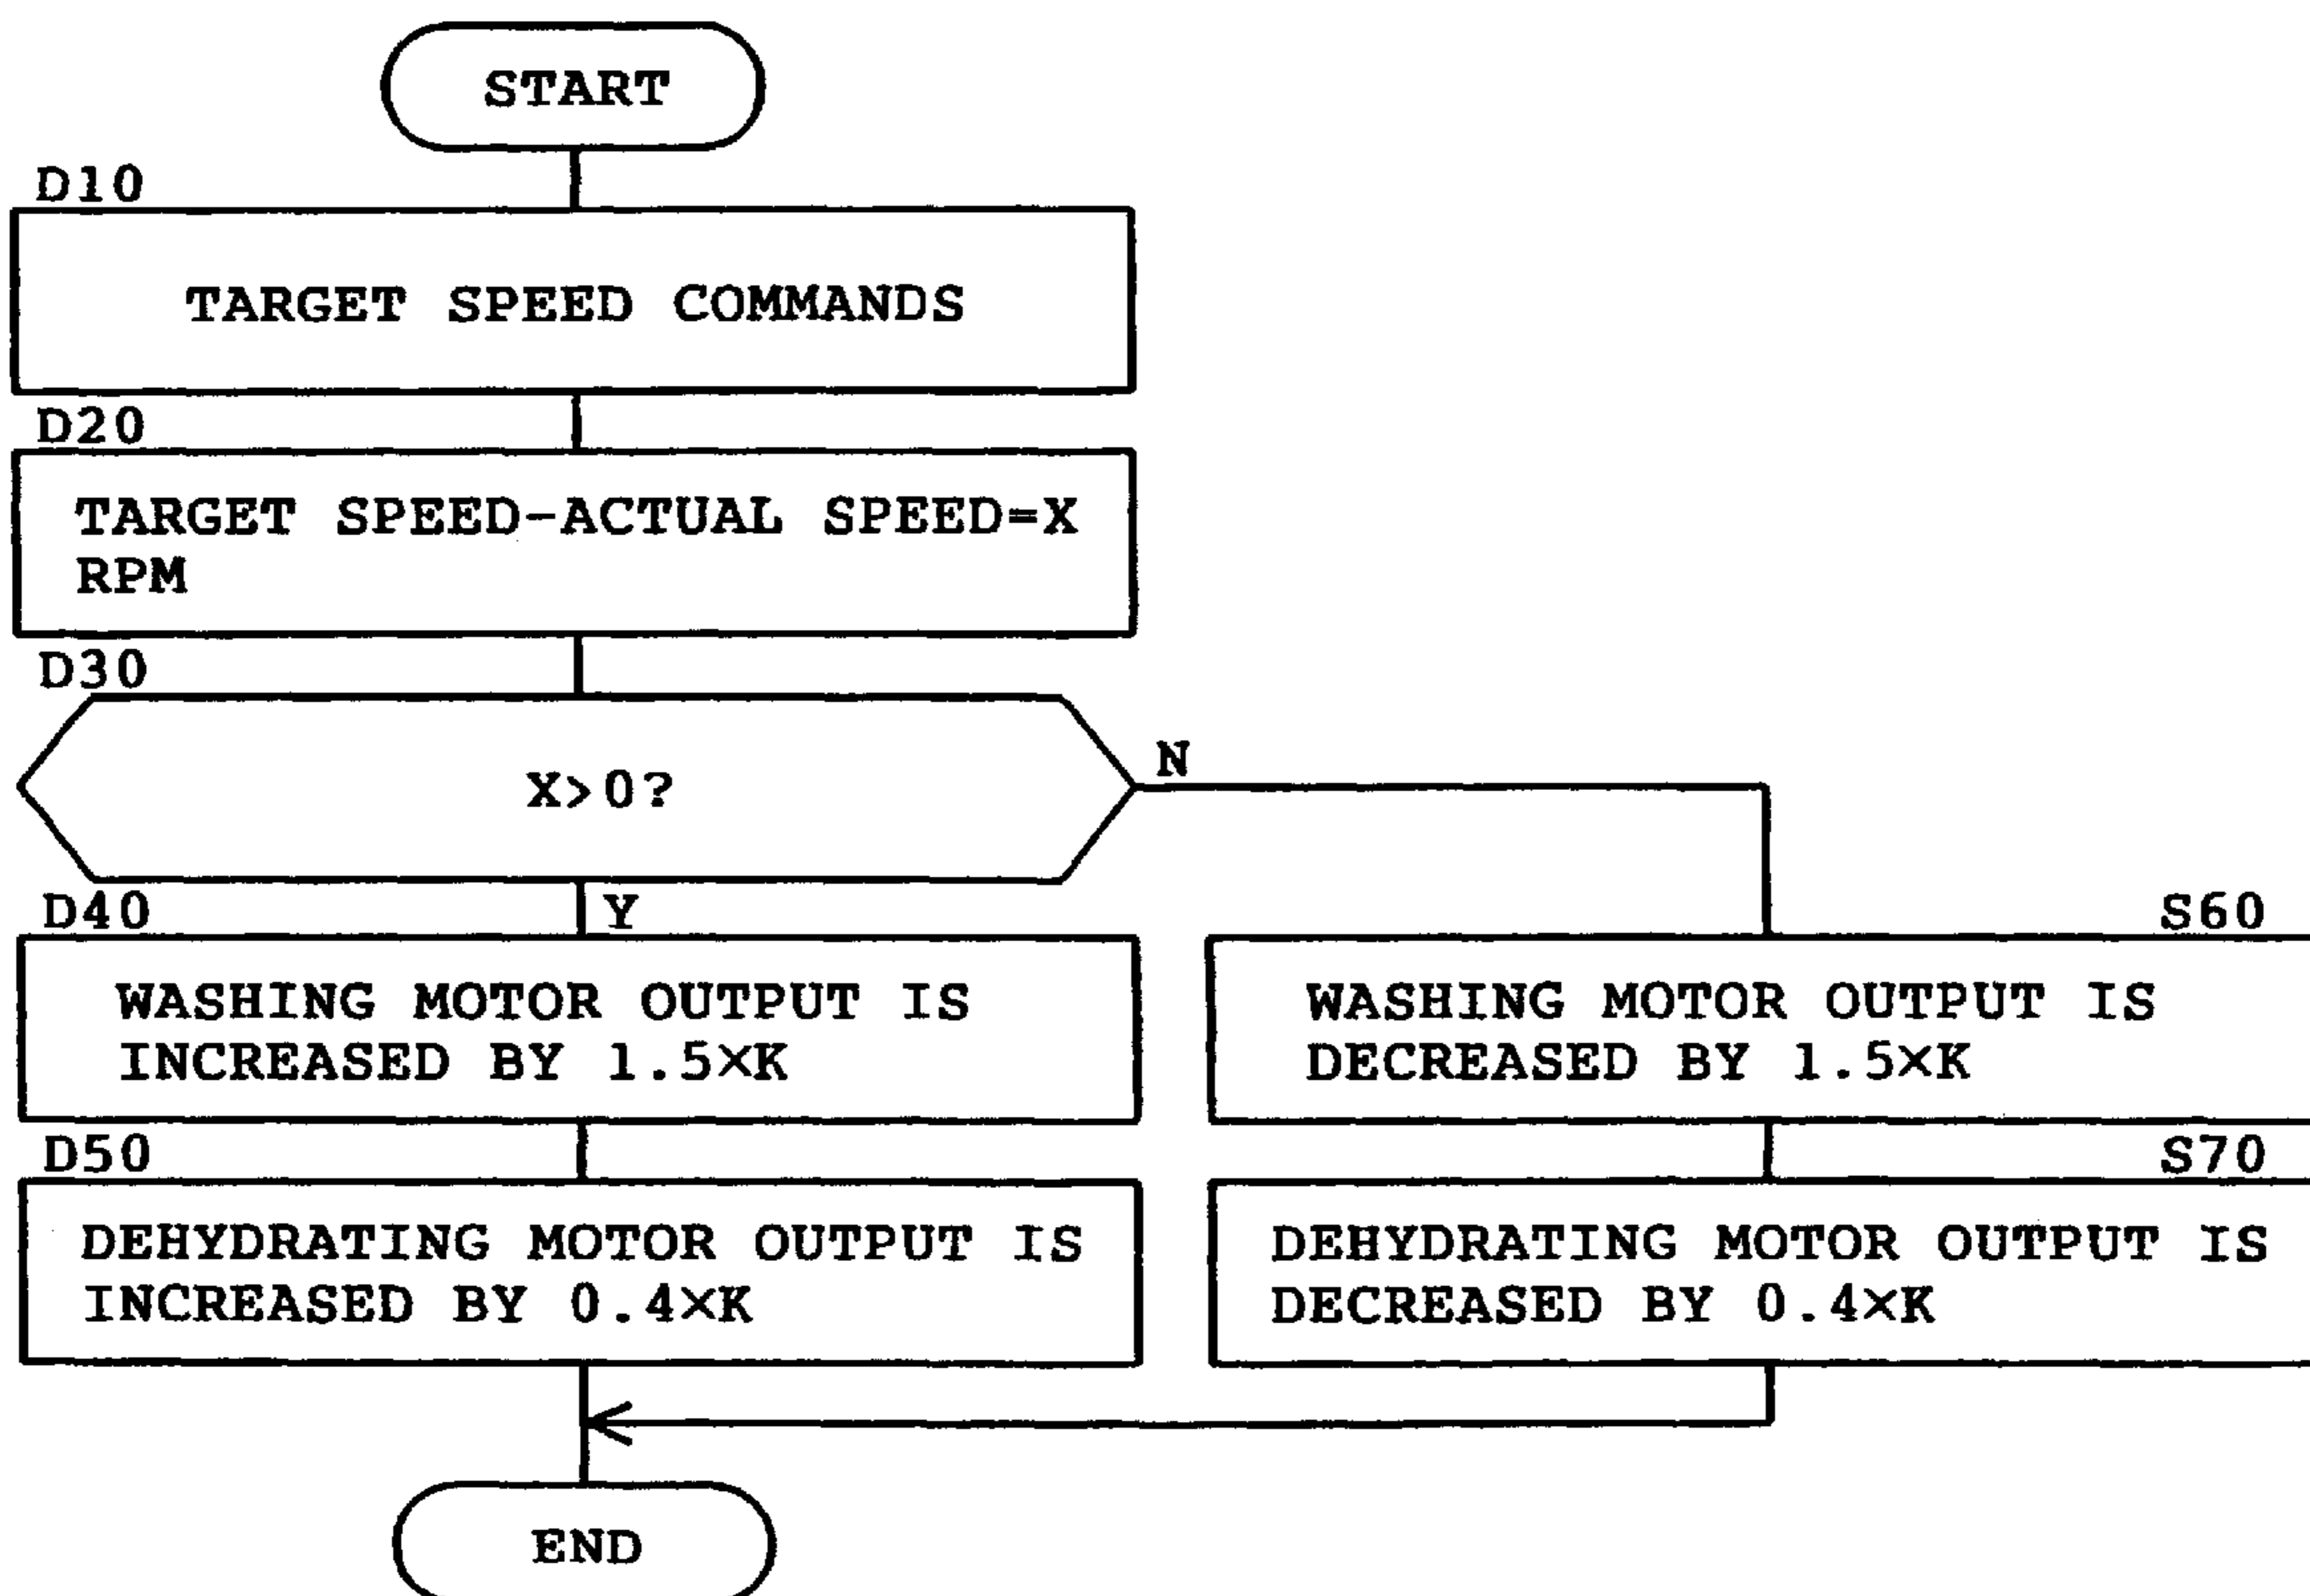 START
D10
TARGET SPEED COMMANDS
D20
TARGET SPEED-ACTUAL SPEED=X
RPM
D30
X>0?
N
Y
D40
WASHING MOTOR OUTPUT IS
INCREASED BY 1.5×K
S60
WASHING MOTOR OUTPUT IS
DECREASED BY 1.5×K
D50
DEHYDRATING MOTOR OUTPUT IS
INCREASED BY 0.4×K
S70
DEHYDRATING MOTOR OUTPUT IS
DECREASED BY 0.4×K
END